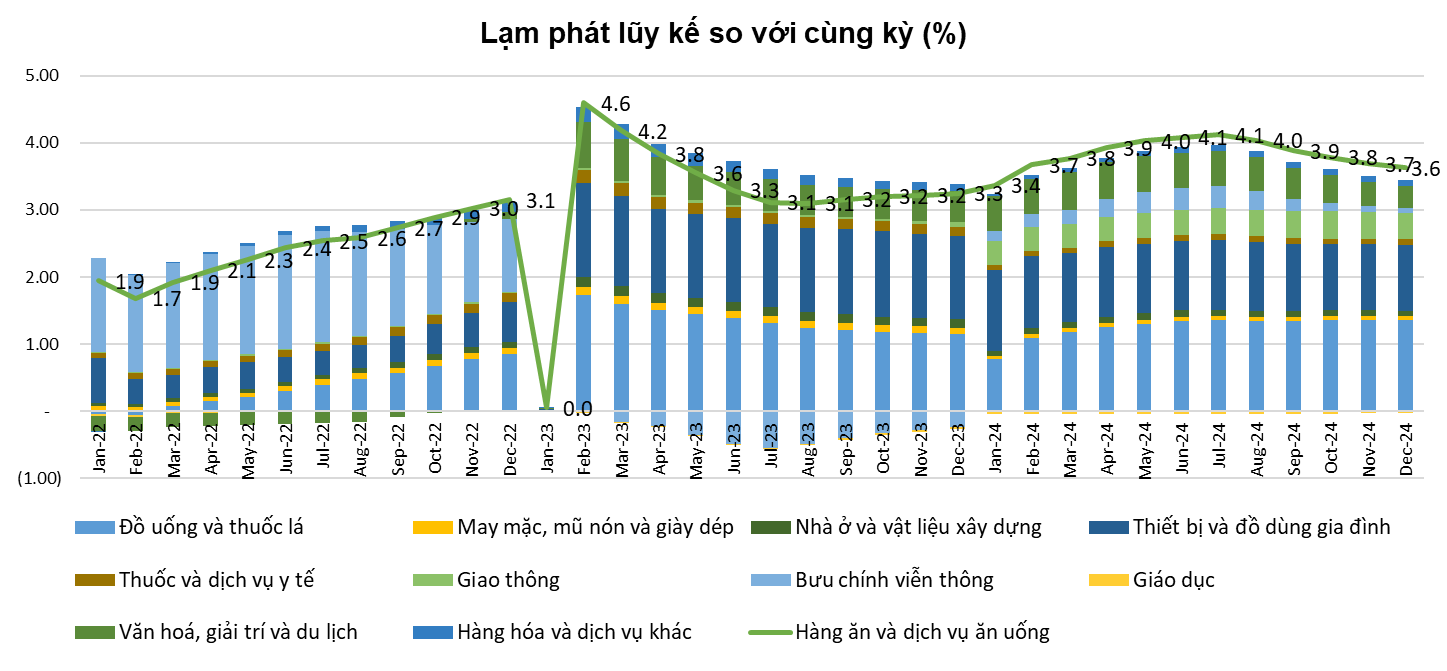 Lạm phát lũy kế so với cùng kỳ (%)
5.00
4.00
3.00
2.00
1.00
-
(1.00)
1.9 1.7 1.9 2.1 2.3 2.4 2.5 2.6 2.7 2.9 3.0 3.1 0.0 4.6 4.2 3.8 3.6 3.3 3.1 3.1 3.2 3.2 3.2 3.3 3.4 3.7 3.8 3.9 4.0 4.1 4.1 4.0 3.9 3.8 3.7 3.6
Jan-22 Feb-22 Mar-22 Apr-22 May-22 Jun-22 Jul-22 Aug-22 Sep-22 Oct-22 Nov-22 Dec-22 Jan-23 Feb-23 Mar-23 Apr-23 May-23 Jun-23 Jul-23 Aug-23 Sep-23 Oct-23 Nov-23 Dec-23 Jan-24 Feb-24 Mar-24 Apr-24 May-24 Jun-24 Jul-24 Aug-24 Sep-24 Oct-24 Nov-24 Dec-24
Đồ uống và thuốc lá May mặc, mũ nón và giày dép Nhà ở và vật liệu xây dựng Thiết bị và đồ dùng gia đình
Thuốc và dịch vụ y tế Giao thông Bưu chính viễn thông Giáo dục
Văn hoá, giải trí và du lịch Hàng hóa và dịch vụ khác Hàng ăn và dịch vụ ăn uống